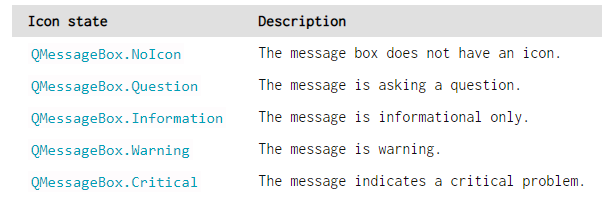 Icon state Description
QMessageBox.NoIcon The message box does not have an icon.
QMessageBox.Question The message is asking a question.
QMessageBox.Information The message is informational only.
QMessageBox.Warning The message is warning.
QMessageBox.Critical The message indicates a critical problem.